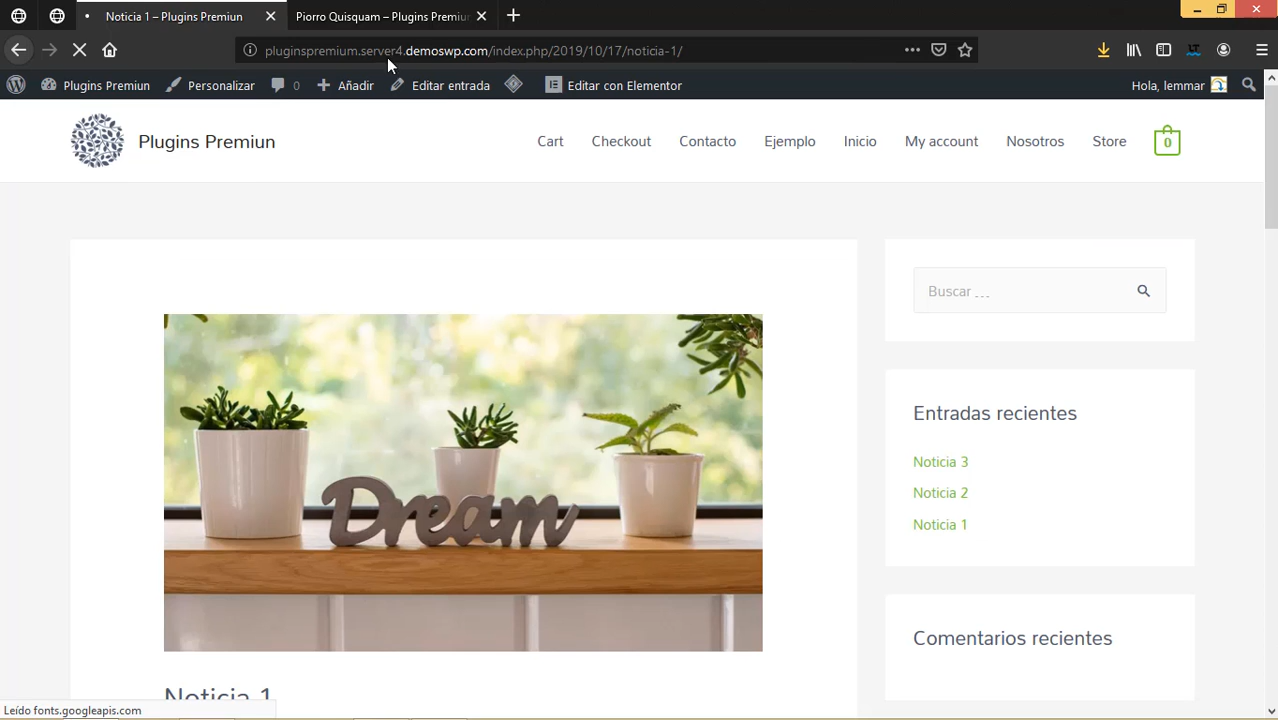 Noticia 1 – Plugins Premiun
Piorro Quisquam – Plugins Premiun
pluginspremium.server4.demoswp.com/index.php/2019/10/17/noticia-1/
Plugins Premiun
Personalizar
0
Añadir
Editar entrada
Editar con Elementor
Hola, lemmar
Plugins Premiun
Cart
Checkout
Contacto
Ejemplo
Inicio
My account
Nosotros
Store
0
Buscar ...
Dream
Entradas recientes
Noticia 3
Noticia 2
Noticia 1
Comentarios recientes
Noticia 1
Leído fonts.googleapis.com